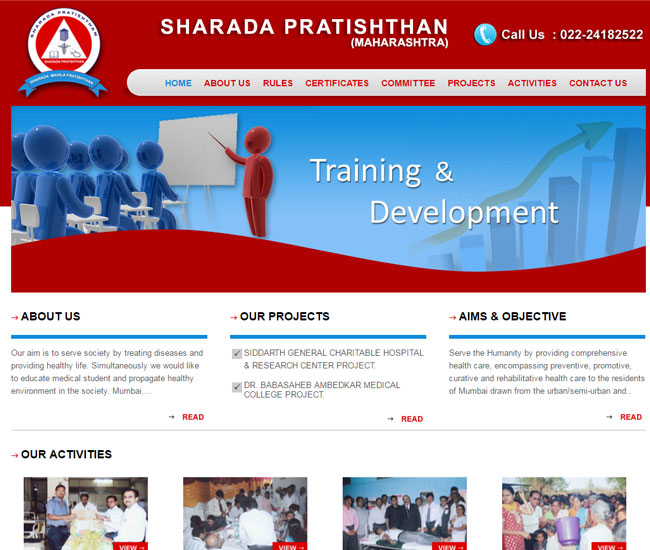 SHARADA PRATISHTHAN
SHARADA PRATISHTHAN
SHARADA MAHILA PRATISHTHAN
SHARADA PRATISHTHAN
(MAHARASHTRA)
Call Us : 022-24182522
HOME ABOUT US RULES CERTIFICATES COMMITTEE PROJECTS ACTIVITIES CONTACT US
Training &
Development
→ ABOUT US
Our aim is to serve society by treating diseases and
providing healthy life. Simultaneously we would like
to educate medical student and propagate healthy
environment in the society. Mumbai,...
→ READ
→ OUR PROJECTS
SIDDARTH GENERAL CHARITABLE HOSPITAL
& RESEARCH CENTER PROJECT.
DR. BABASAHEB AMBEDKAR MEDICAL
COLLEGE PROJECT.
→ READ
→ AIMS & OBJECTIVE
Serve the Humanity by providing comprehensive
health care, encompassing preventive, promotive,
curative and rehabilitative health care to the residents
of Mumbai drawn from the urban/semi-urban and..
→ READ
→ OUR ACTIVITIES
VIEW →
VIEW →
VIEW →
VIEW →